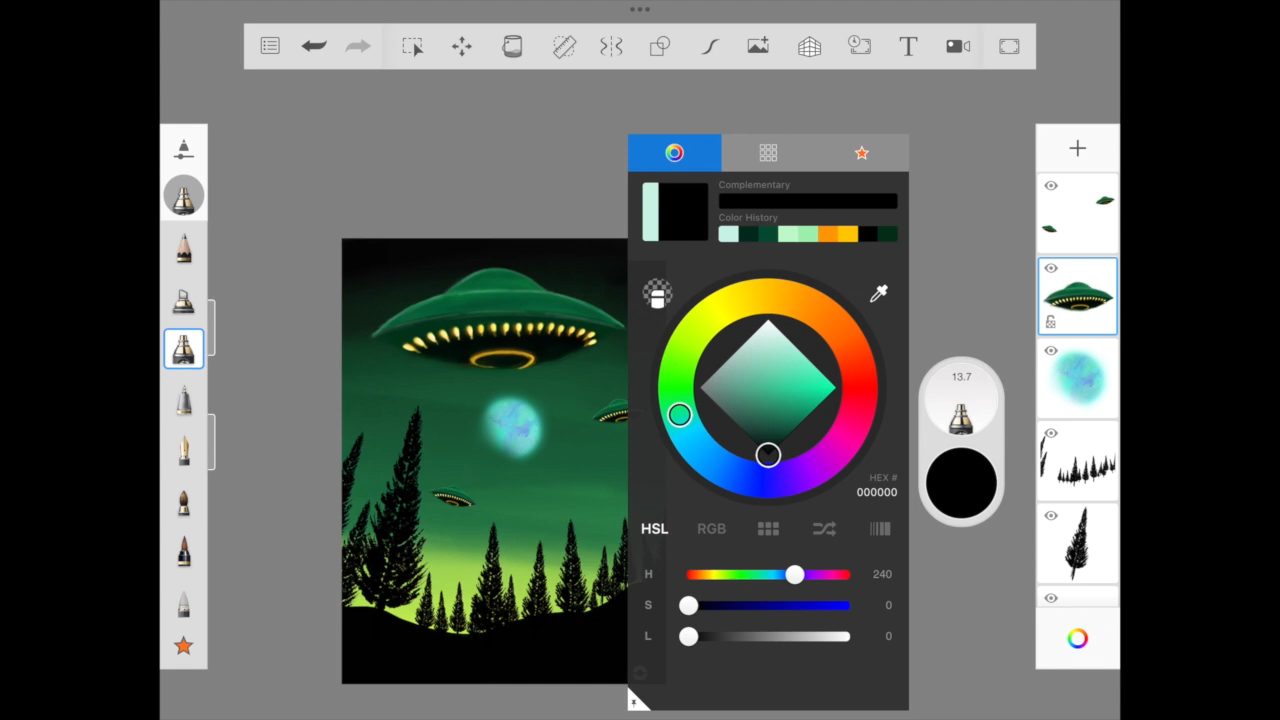 T
Complementary
Color History
13.7
HEX #
000000
HSL RGB
H 240
S 0
L 0